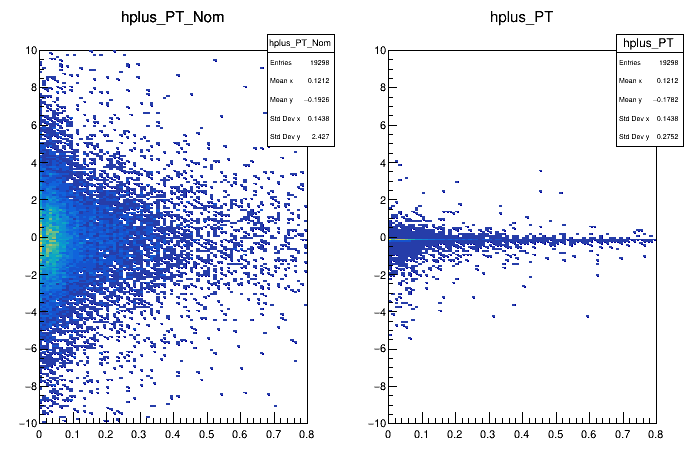 hplus_PT_Nom
hplus_PT_Nom
Entries 19298
Mean x 0.1212
Mean y −0.1926
Std Dev x 0.1438
Std Dev y 2.427
10
8
6
4
2
0
−2
−4
−6
−8
−10
0 0.1 0.2 0.3 0.4 0.5 0.6 0.7 0.8
hplus_PT
hplus_PT
Entries 19298
Mean x 0.1212
Mean y −0.1782
Std Dev x 0.1438
Std Dev y 0.2752
10
8
6
4
2
0
−2
−4
−6
−8
−10
0 0.1 0.2 0.3 0.4 0.5 0.6 0.7 0.8